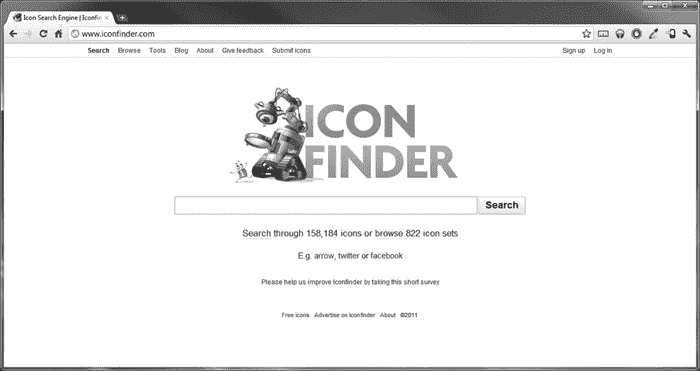 Icon Search Engine | Iconfin
www.iconfinder.com
Search Browse Tools Blog About Give feedback Submit icons Sign up Log in
ICON
FINDER
Search
Search through 158,184 icons or browse 822 icon sets
E.g. arrow, twitter or facebook
Please help us improve Iconfinder by taking this short survey
Free icons Advertise on Iconfinder About ©2011